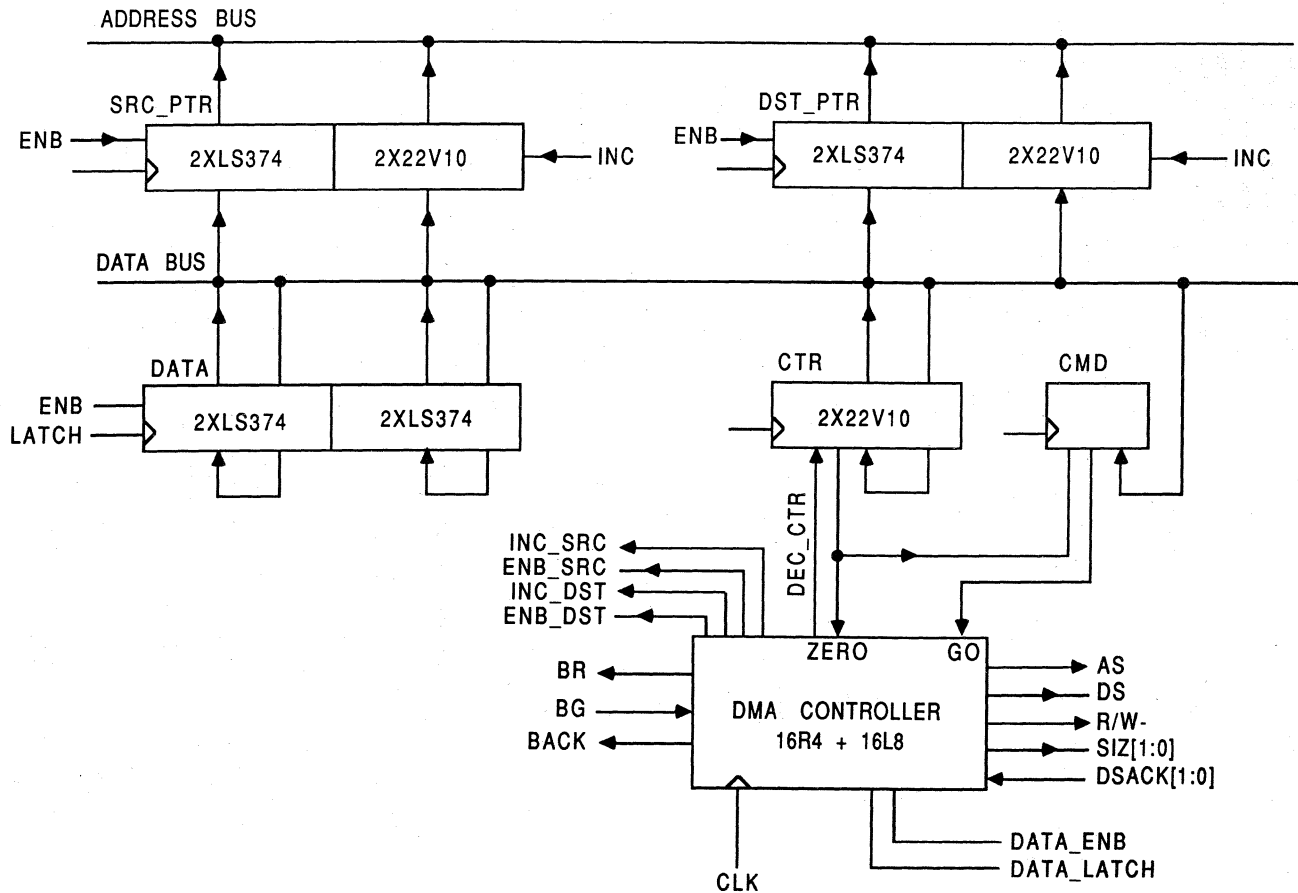 ADDRESS BUS
SRC_PTR
DST_PTR
ENB
2XLS374
2X22V10
INC
ENB
2XLS374
2X22V10
INC
DATA BUS
DATA
CTR
CMD
ENB
LATCH
2XLS374
2XLS374
2X22V10
DEC_CTR
INC_SRC
ENB_SRC
INC_DST
ENB_DST
ZERO
GO
BR
BG
BACK
DMA CONTROLLER
16R4 + 16L8
AS
DS
R/W-
SIZ[1:0]
DSACK[1:0]
DATA_ENB
DATA_LATCH
CLK